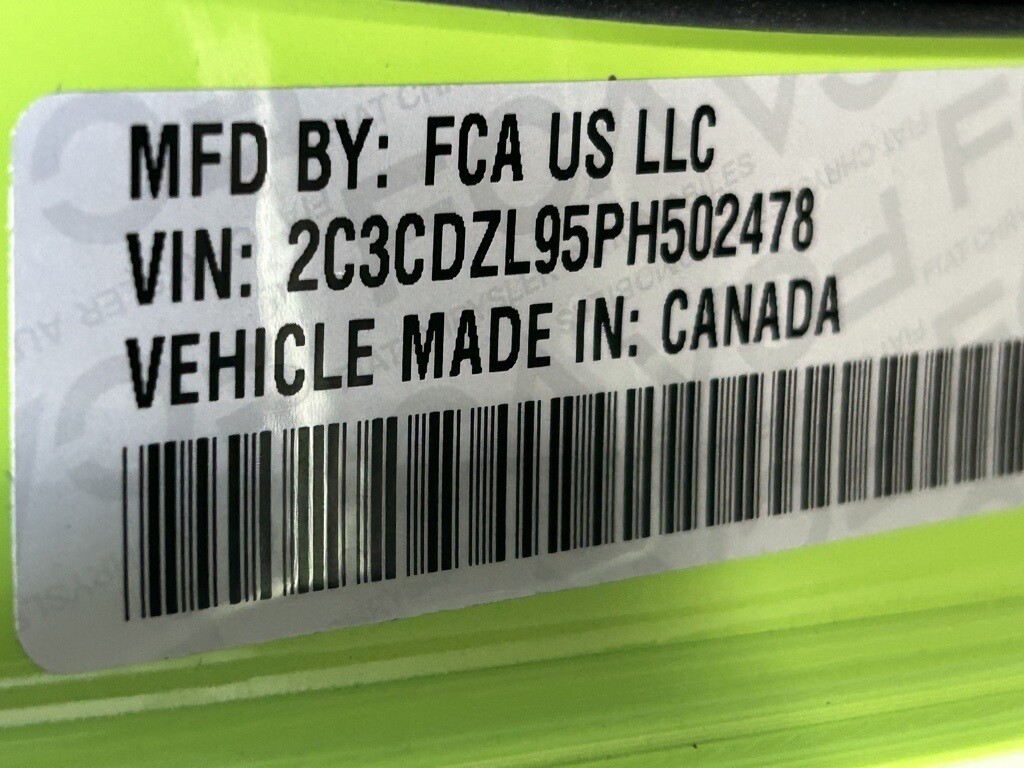 MFD BY: FCA US LLC
VIN: 2C3CDZL95PH502478
VEHICLE MADE IN: CANADA